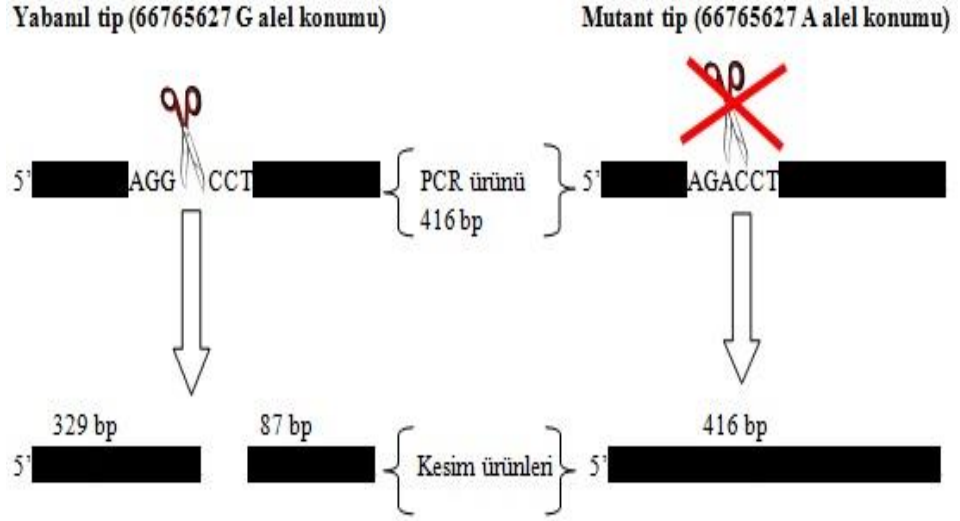 Yabanıl tip (66765627 G alel konumu)
Mutant tip (66765627 A alel konumu)
5’ AGG CCT
PCR ürünü
416 bp
5’ AGACCT
329 bp
87 bp
416 bp
5’
Kesim ürünleri
5’